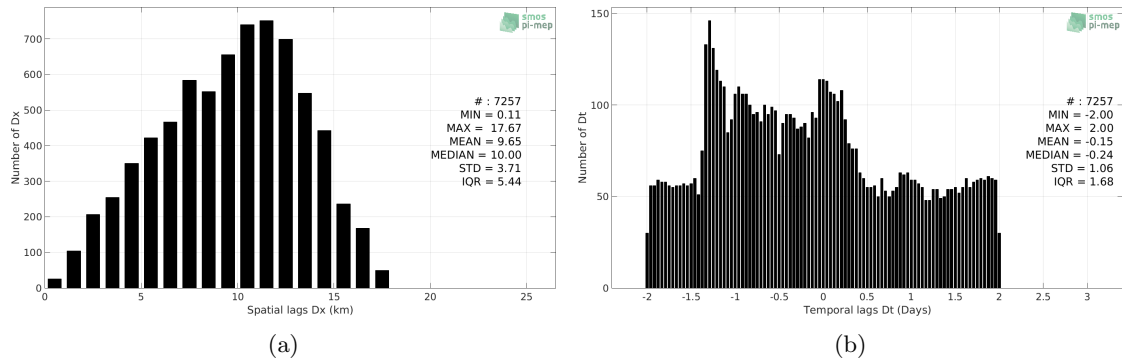 smos
pi-mep
700
600
500
400
300
200
100
0
Number of Dx
# : 7257
MIN = 0.11
MAX = 17.67
MEAN = 9.65
MEDIAN = 10.00
STD = 3.71
IQR = 5.44
0 5 10 15 20 25
Spatial lags Dx (km)
(a)
smos
pi-mep
150
100
50
0
Number of Dt
# : 7257
MIN = -2.00
MAX = 2.00
MEAN = -0.15
MEDIAN = -0.24
STD = 1.06
IQR = 1.68
-2 -1.5 -1 -0.5 0 0.5 1 1.5 2 2.5 3
Temporal lags Dt (Days)
(b)